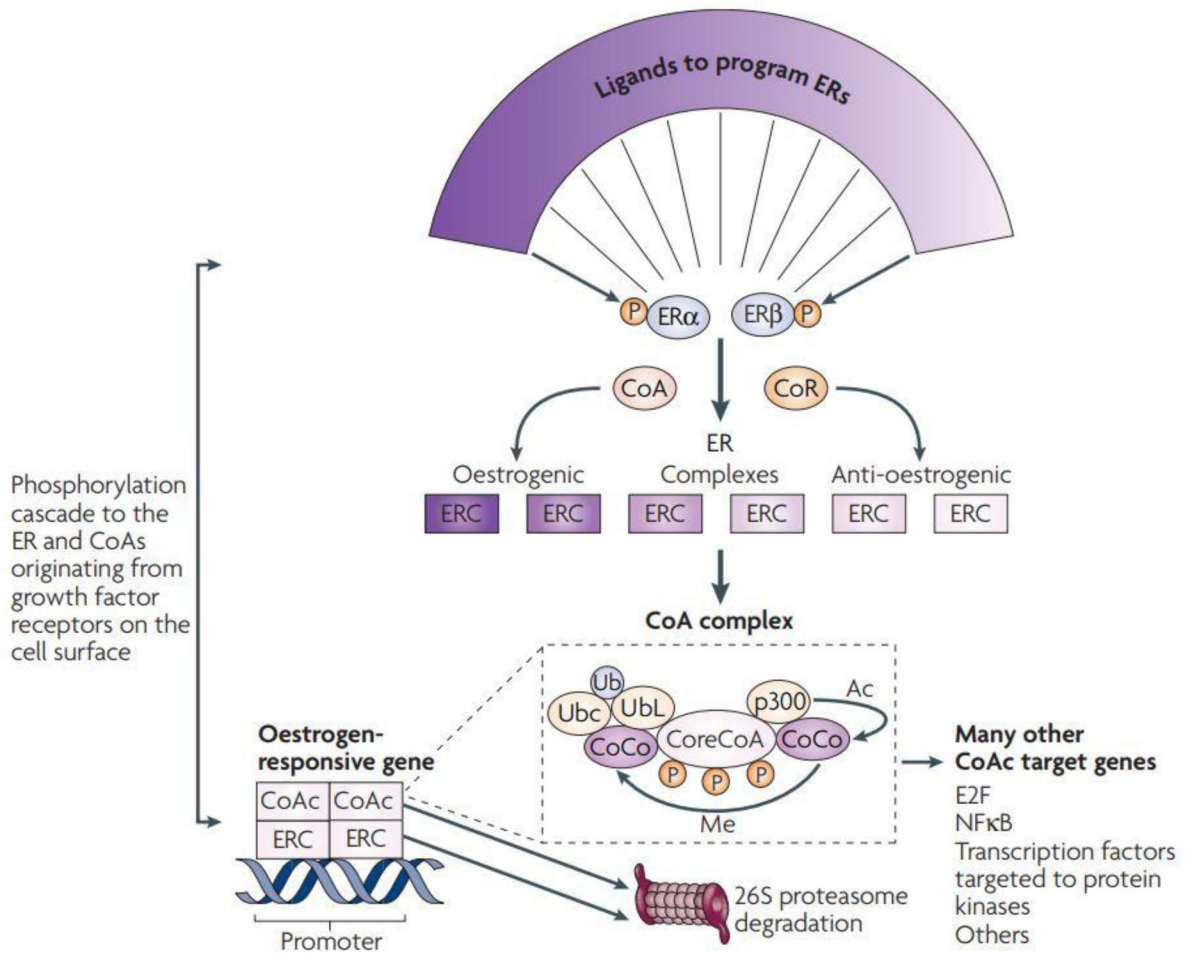 Ligands to program ERs
P
ERα
ERβ
P
CoA
CoR
ER
Oestrogenic
Complexes
Anti-oestrogenic
ERC
ERC
ERC
ERC
ERC
ERC
Phosphorylation
cascade to the
ER and CoAs
originating from
growth factor
receptors on the
cell surface
CoA complex
Ub
Ubc
UbL
CoCo
CoreCoA
p300
CoCo
Ac
P
P
P
Me
Oestrogen-
responsive gene
CoAc
CoAc
ERC
ERC
Promoter
26S proteasome
degradation
Many other
CoAc target genes
E2F
NFκB
Transcription factors
targeted to protein
kinases
Others